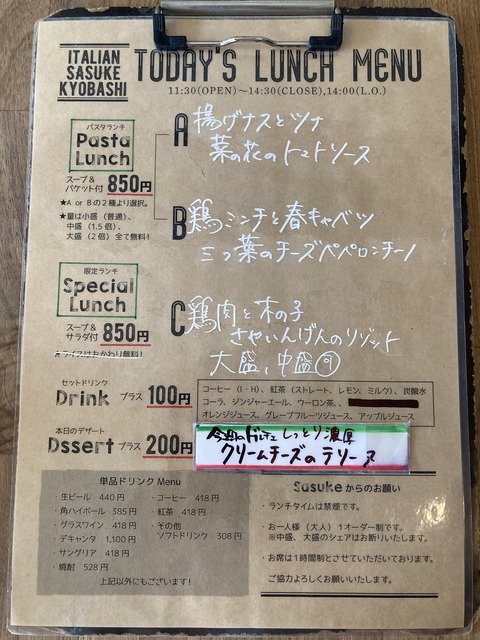 ITALIAN
SASUKE
KYOBASHI
TODAY'S LUNCH MENU
11:30(OPEN)～14:30(CLOSE),14:00(L.O.)
パスタランチ
Pasta
Lunch
スープ＆
バケット付 850円
★A or Bの2種より選択。
★量は小盛（普通）、
中盛（1.5倍）、
大盛（2倍）全て無料！
A 揚げナスとツナ
菜の花のトマトソース
B 鶏ミンチと春キャベツ
三つ葉のチーズペペロンチーノ
限定ランチ
Special
Lunch
スープ＆
サラダ付 850円
★ライスはおかわり無料！
C 鶏肉と木の子
さやいんげんのリゾット
大盛、中盛可
セットドリンク
Drink プラス 100円
コーヒー（I・H）、紅茶（ストレート、レモン、ミルク）、炭酸水
コーラ、ジンジャーエール、ウーロン茶、
オレンジジュース、グレープフルーツジュース、アップルジュース
本日のデザート
Dssert プラス 200円
今月のドルチェ しっとり濃厚
クリームチーズのテリーヌ
単品ドリンク Menu
・生ビール 440円
・角ハイボール 385円
・グラスワイン 418円
・デキャンタ 1,100円
・サングリア 418円
・焼酎 528円
・コーヒー 418円
・紅茶 418円
・その他
ソフトドリンク 308円
上記以外にもございます！
Sasukeからのお願い
・ランチタイムは禁煙です。
・お一人様（大人）1オーダー制です。
※中盛、大盛のシェアはお断りいたします。
・お席は1時間制とさせていただいております。
ご協力よろしくお願いいたします。